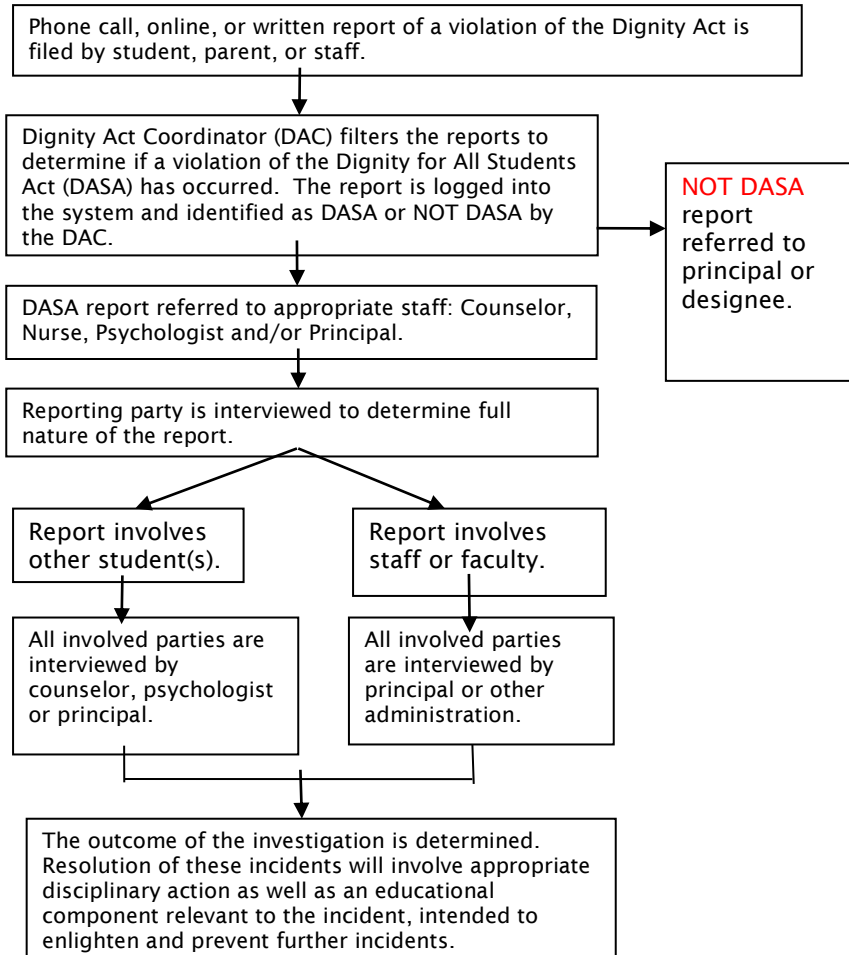 Phone call, online, or written report of a violation of the Dignity Act is
filed by student, parent, or staff.
Dignity Act Coordinator (DAC) filters the reports to
determine if a violation of the Dignity for All Students
Act (DASA) has occurred.  The report is logged into
the system and identified as DASA or NOT DASA by
the DAC.
NOT DASA
report
referred to
principal or
designee.
DASA report referred to appropriate staff: Counselor,
Nurse, Psychologist and/or Principal.
Reporting party is interviewed to determine full
nature of the report.
Report involves
other student(s).
Report involves
staff or faculty.
All involved parties are
interviewed by
counselor, psychologist
or principal.
All involved parties
are interviewed by
principal or other
administration.
The outcome of the investigation is determined.
Resolution of these incidents will involve appropriate
disciplinary action as well as an educational
component relevant to the incident, intended to
enlighten and prevent further incidents.